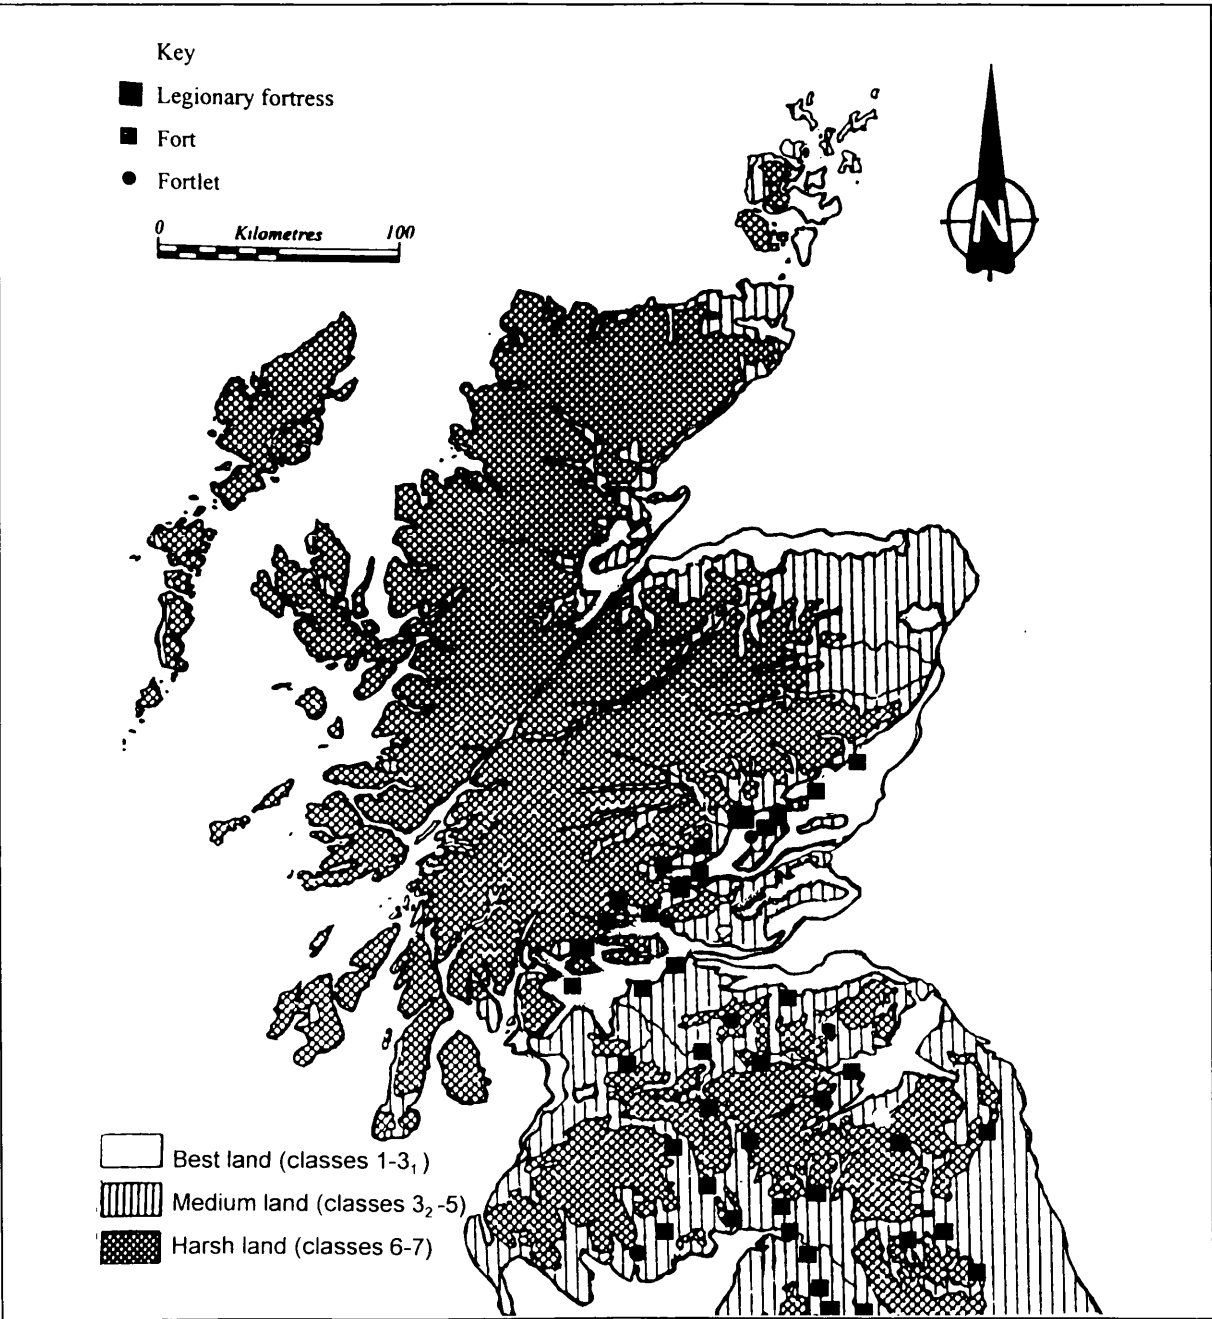 Key
Legionary fortress
Fort
Fortlet
0 Kilometres 100
N
Best land (classes 1-3₁)
Medium land (classes 3₂-5)
Harsh land (classes 6-7)